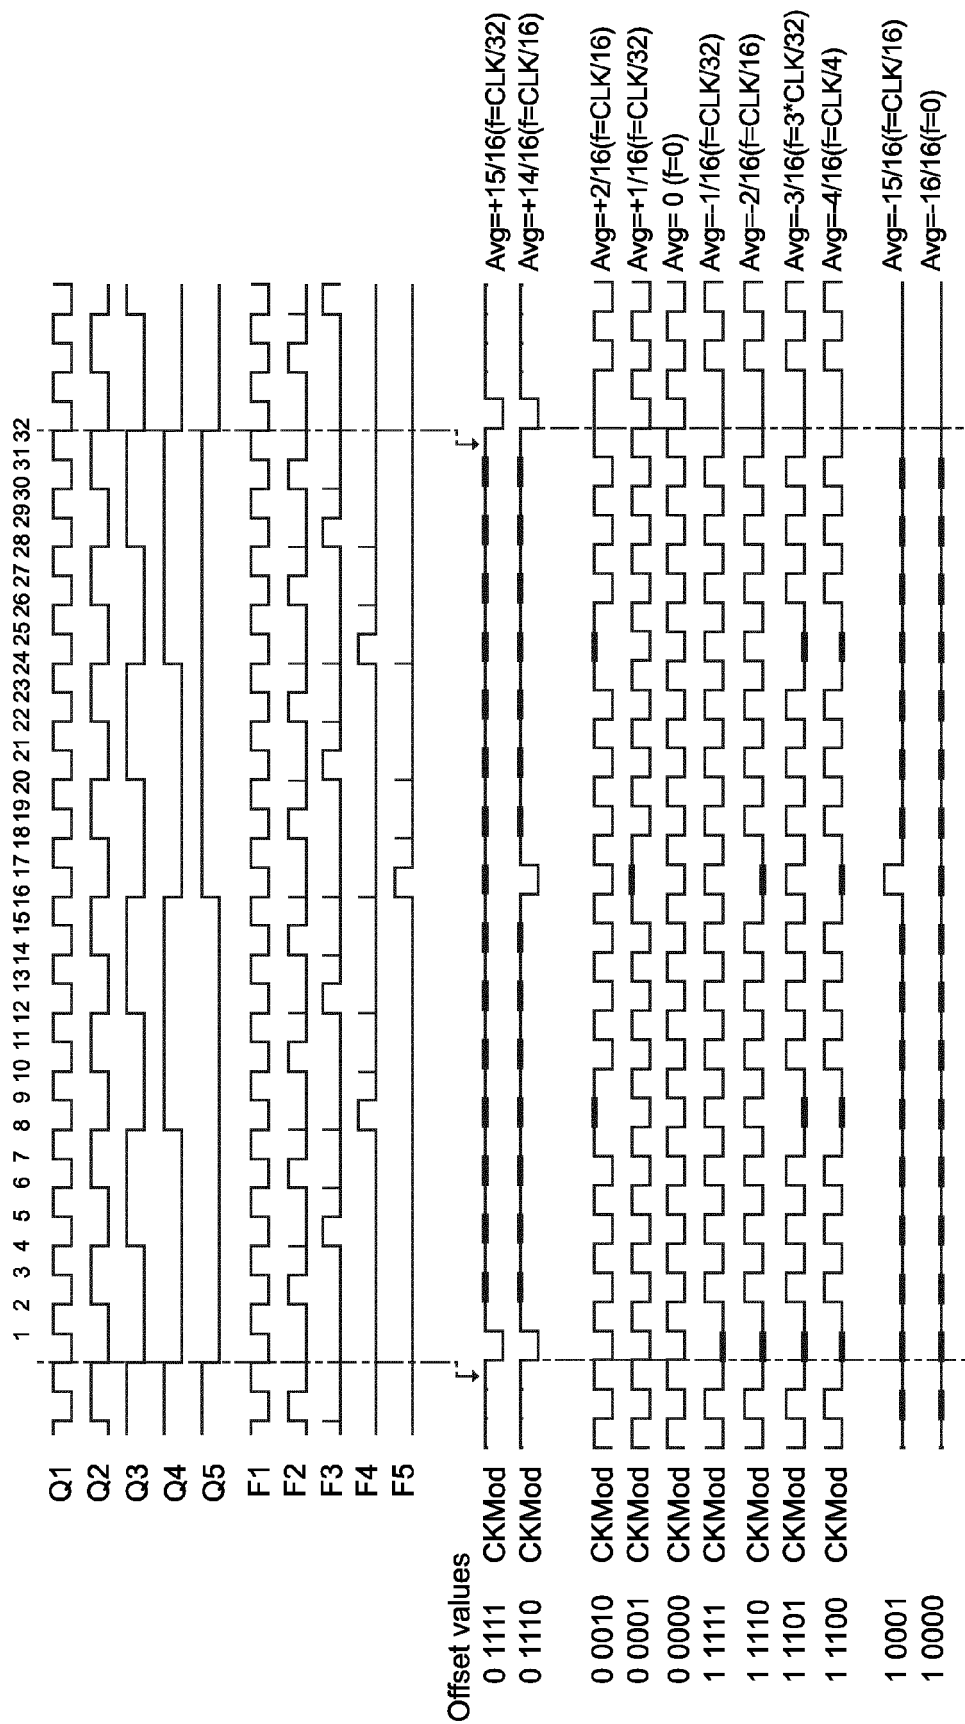 1 2 3 4 5 6 7 8 9 10 11 12 13 14 15 16 17 18 19 20 21 22 23 24 25 26 27 28 29 30 31 32
Q1
Q2
Q3
Q4
Q5
F1
F2
F3
F4
F5
Offset values
0 1111 CKMod Avg=+15/16(f=CLK/32)
0 1110 CKMod Avg=+14/16(f=CLK/16)
0 0010 CKMod Avg=+2/16(f=CLK/16)
0 0001 CKMod Avg=+1/16(f=CLK/32)
0 0000 CKMod Avg= 0 (f=0)
1 1111 CKMod Avg=-1/16(f=CLK/32)
1 1110 CKMod Avg=-2/16(f=CLK/16)
1 1101 CKMod Avg=-3/16(f=3*CLK/32)
1 1100 CKMod Avg=-4/16(f=CLK/4)
1 0001 Avg=-15/16(f=CLK/16)
1 0000 Avg=-16/16(f=0)